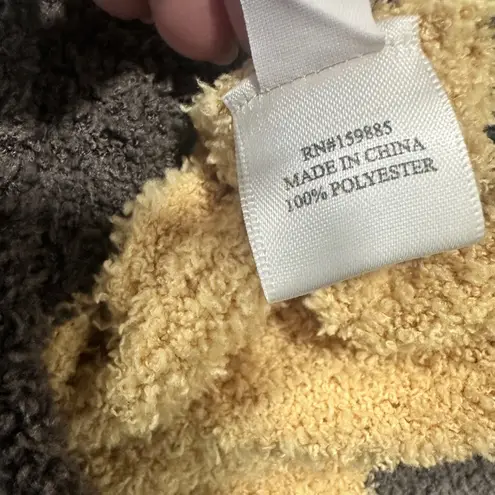 RN#159885
MADE IN CHINA
100% POLYESTER